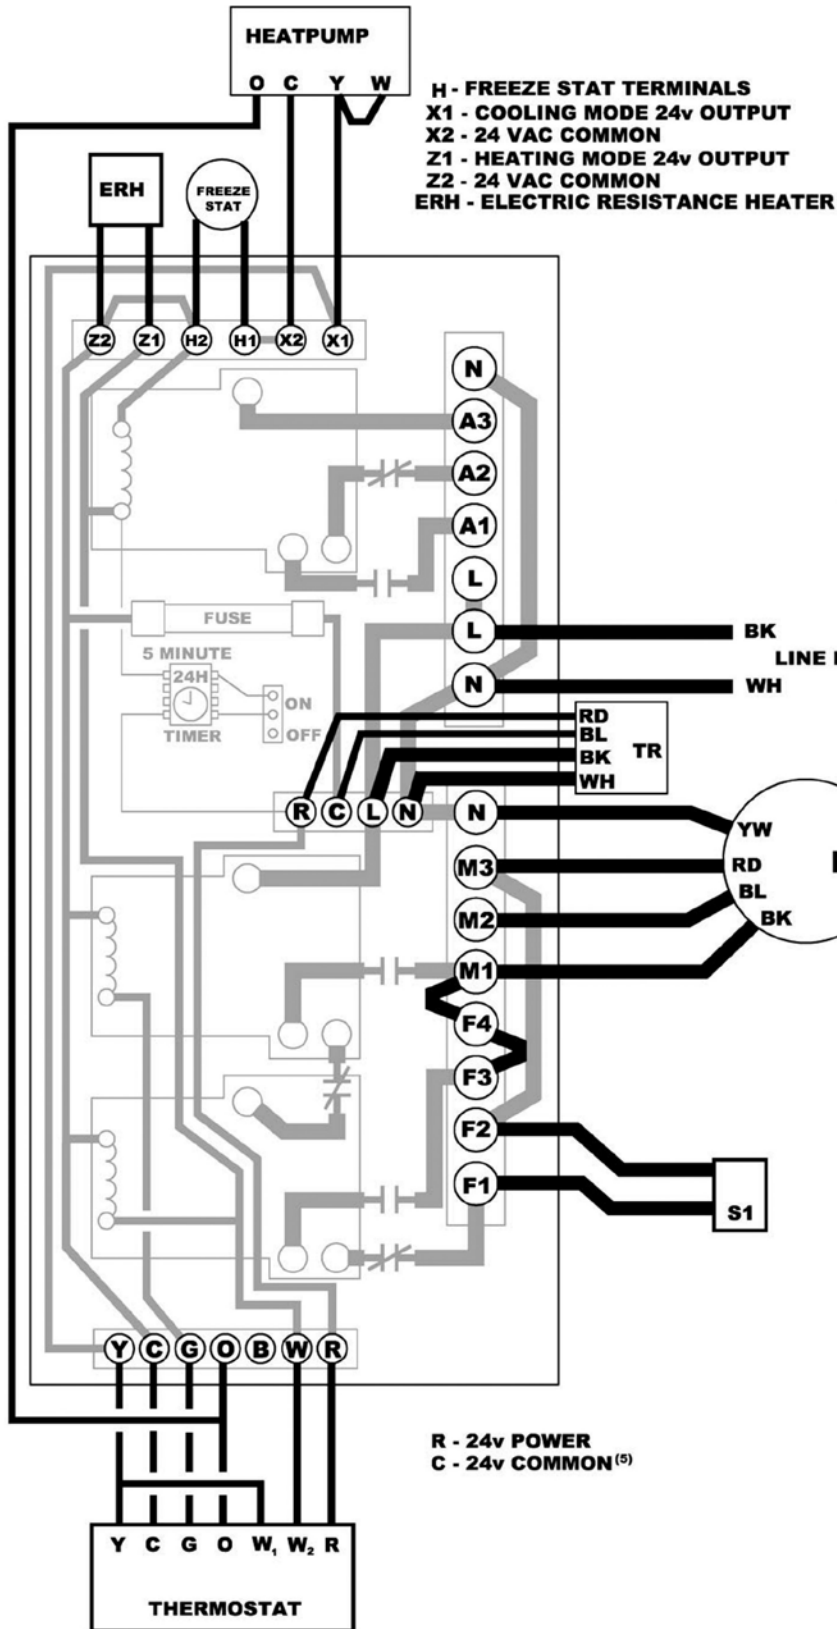 HEATPUMP
O C Y W
H - FREEZE STAT TERMINALS
X1 - COOLING MODE 24v OUTPUT
X2 - 24 VAC COMMON
Z1 - HEATING MODE 24v OUTPUT
Z2 - 24 VAC COMMON
ERH - ELECTRIC RESISTANCE HEATER
ERH
FREEZE
STAT
Z2 Z1 H2 H1 X2 X1
N
A3
A2
A1
L
L
N
BK
LINE
WH
FUSE
5 MINUTE
24H
TIMER
ON
OFF
RD
BL
BK
WH
TR
R C L N
N
M3
M2
M1
F4
F3
F2
F1
YW
RD
BL
BK
S1
Y C G O B W R
R - 24v POWER
C - 24v COMMON(5)
Y C G O W1 W2 R
THERMOSTAT